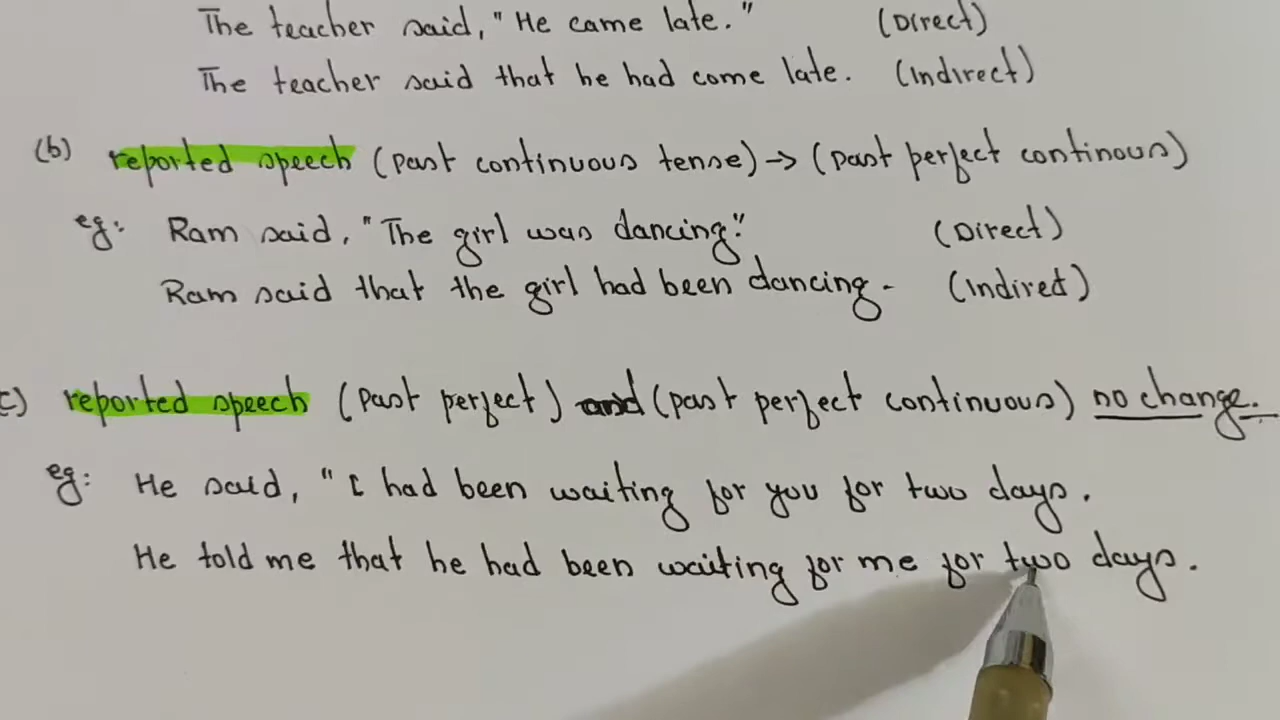 The teacher said, "He came late." (Direct)
The teacher said that he had come late. (Indirect)
(b) reported speech (past continuous tense) → (past perfect continous)
eg: Ram said, "The girl was dancing." (Direct)
Ram said that the girl had been dancing. (Indirect)
c) reported speech (past perfect) and (past perfect continuous) no change.
eg: He said, "I had been waiting for you for two days.
He told me that he had been waiting for me for two days.